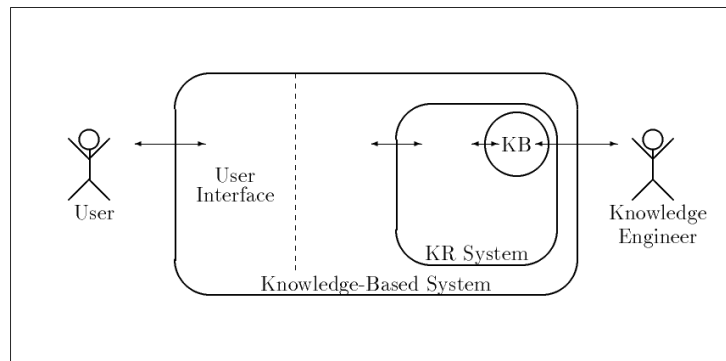 KB
User
Interface
User
Knowledge
Engineer
KR System
Knowledge-Based System